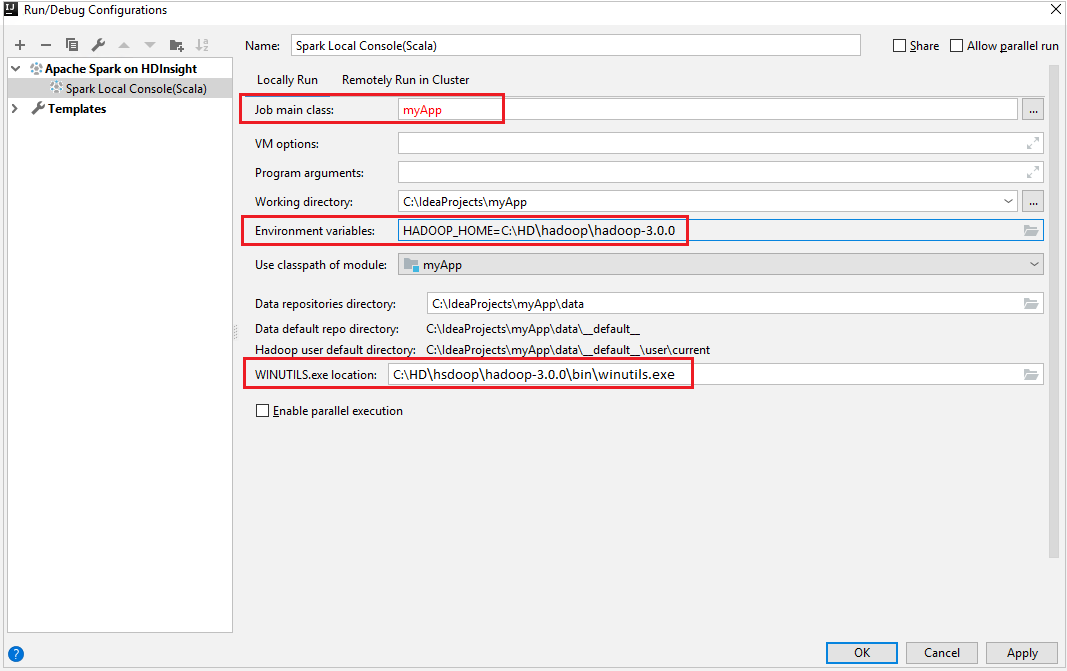 Run/Debug Configurations
Name: Spark Local Console(Scala)
Share Allow parallel run
Apache Spark on HDInsight
Spark Local Console(Scala)
Templates
Locally Run Remotely Run in Cluster
Job main class: myApp ...
VM options:
Program arguments:
Working directory: C:\IdeaProjects\myApp ...
Environment variables: HADOOP_HOME=C:\HD\hadoop\hadoop-3.0.0
Use classpath of module: myApp
Data repositories directory: C:\IdeaProjects\myApp\data
Data default repo directory: C:\IdeaProjects\myApp\data\__default__
Hadoop user default directory: C:\IdeaProjects\myApp\data\__default__\user\current
WINUTILS.exe location: C:\HD\hsdoop\hadoop-3.0.0\bin\winutils.exe
Enable parallel execution
? OK Cancel Apply